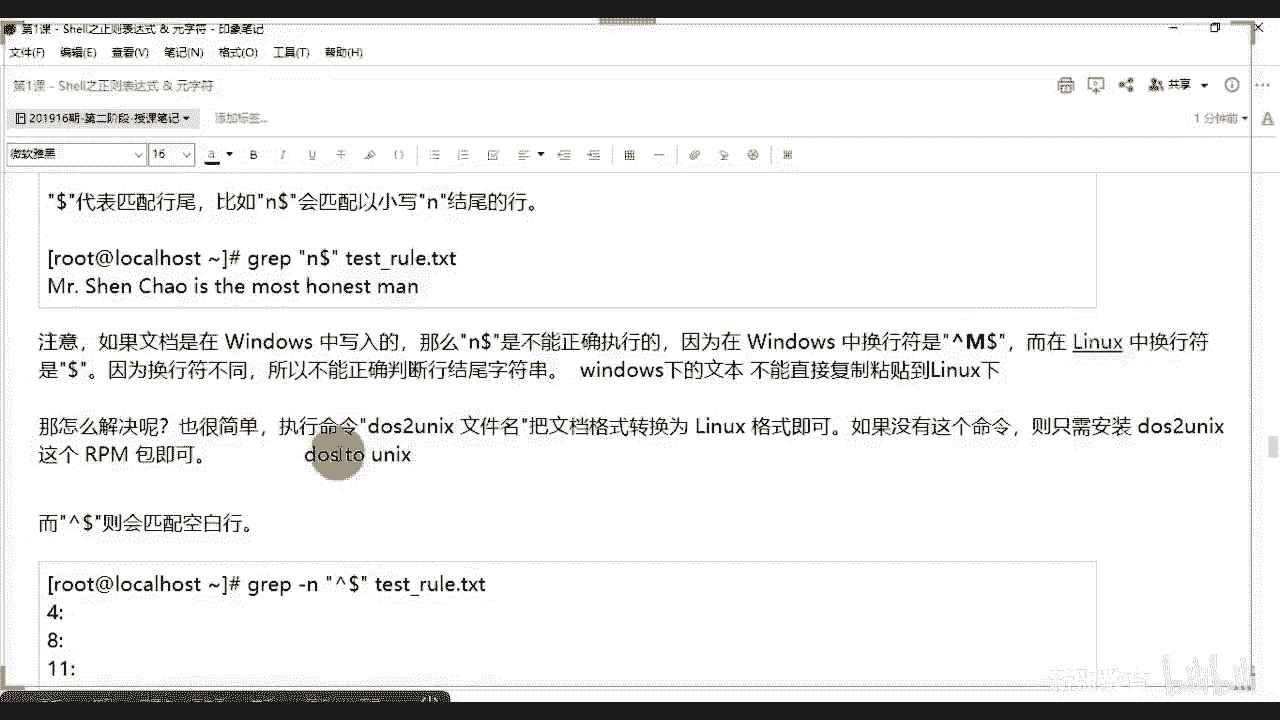 第1课 - Shell之正则表达式 & 元字符 - 印象笔记
文件(F) 编辑(E) 查看(V) 笔记(N) 格式(O) 工具(T) 帮助(H)
第1课 - Shell之正则表达式 & 元字符
共享
201916期-第二阶段-授课笔记
添加标签...
1 分钟前
微软雅黑 16 a B I U
"$"代表匹配行尾，比如"n$"会匹配以小写"n"结尾的行。
[root@localhost ~]# grep "n$" test_rule.txt
Mr. Shen Chao is the most honest man
注意，如果文档是在 Windows 中写入的，那么"n$"是不能正确执行的，因为在 Windows 中换行符是"^M$"，而在 Linux 中换行符
是"$"。因为换行符不同，所以不能正确判断行结尾字符串。 windows下的文本 不能直接复制粘贴到Linux下
那怎么解决呢？也很简单，执行命令"dos2unix 文件名"把文档格式转换为 Linux 格式即可。如果没有这个命令，则只需安装 dos2unix
这个 RPM 包即可。 dos to unix
而"^$"则会匹配空白行。
[root@localhost ~]# grep -n "^$" test_rule.txt
4:
8:
11:
bilibili